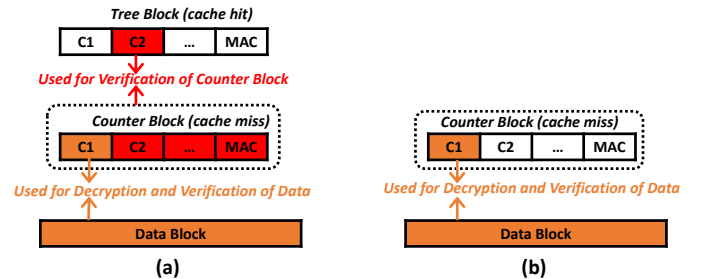 Tree Block (cache hit)
C1 C2 ... MAC
Used for Verification of Counter Block
Counter Block (cache miss)
C1 C2 ... MAC
Used for Decryption and Verification of Data
Data Block
(a)
Counter Block (cache miss)
C1 C2 ... MAC
Used for Decryption and Verification of Data
Data Block
(b)